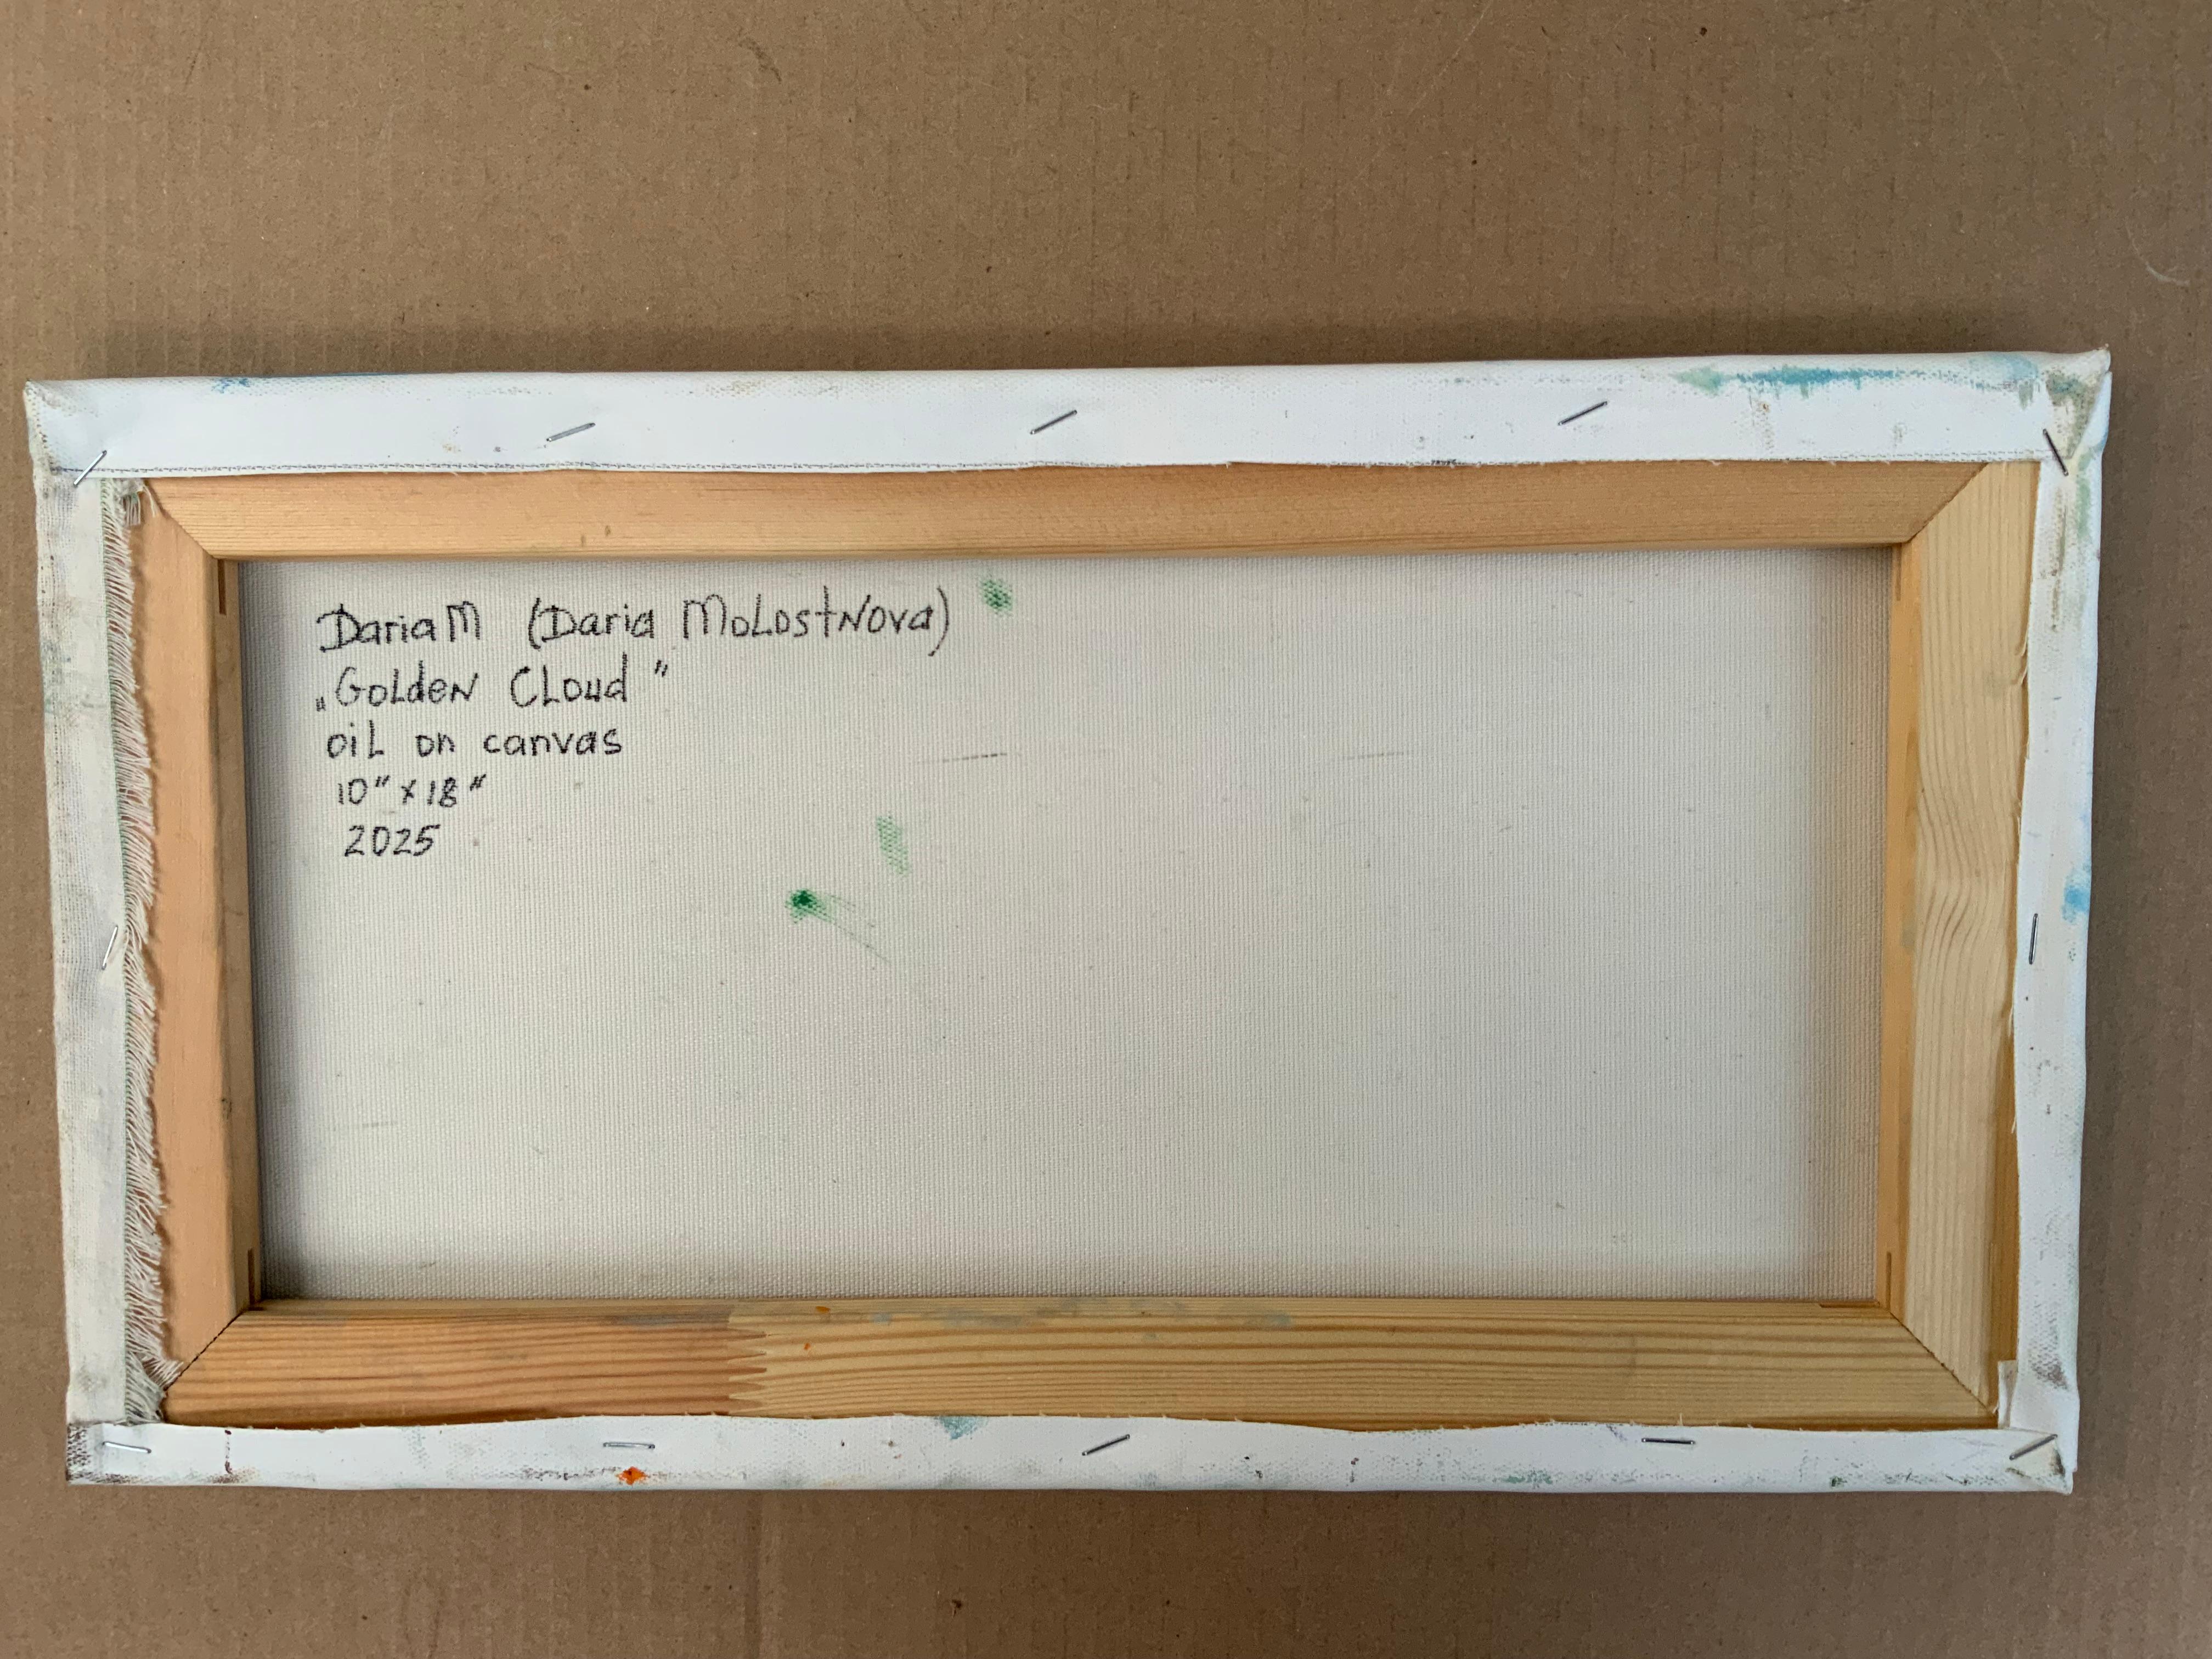 DariaM (Daria MoLostNova)
„GoLdeN CLoud”
oiL on canvas
10" x 18"
2025